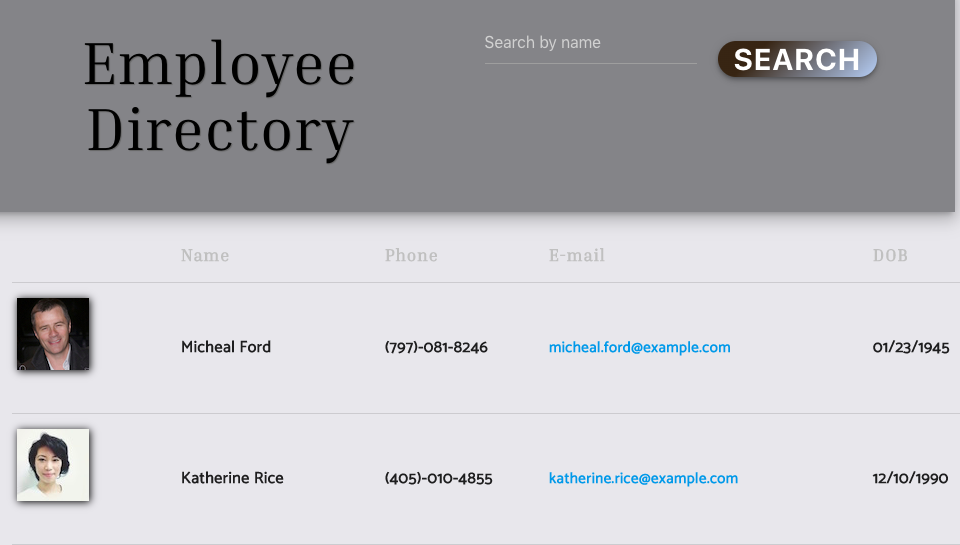 Employee
Directory
Search by name
SEARCH
Name Phone E-mail DOB
Micheal Ford (797)-081-8246 micheal.ford@example.com 01/23/1945
Katherine Rice (405)-010-4855 katherine.rice@example.com 12/10/1990